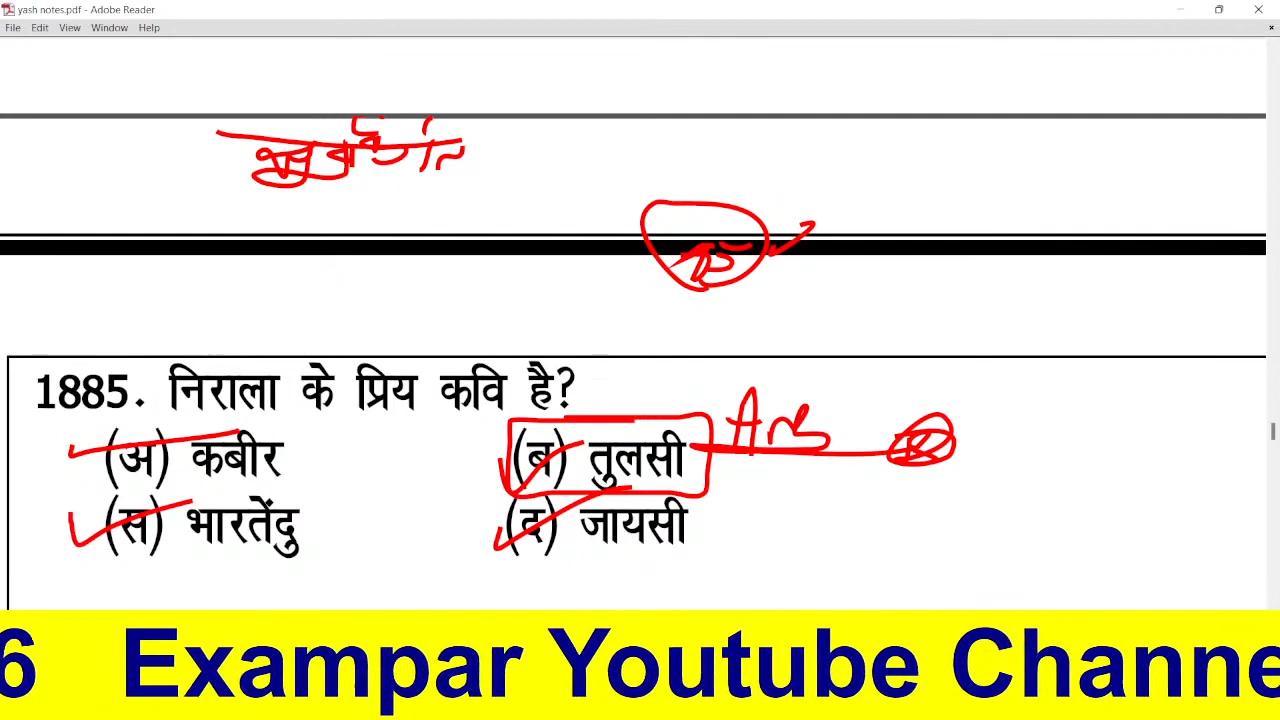 yash notes.pdf - Adobe Reader
File Edit View Window Help
1885. निराला के प्रिय कवि है?
(अ) कबीर (ब) तुलसी Ans
(स) भारतेंदु (द) जायसी
6 Exampar Youtube Channe